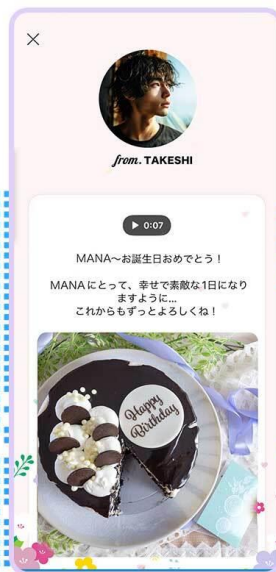 from. TAKESHI
0:07
MANA〜お誕生日おめでとう！
MANAにとって、幸せで素敵な1日になり
ますように...
これからもずっとよろしくね！
Happy
Birthday